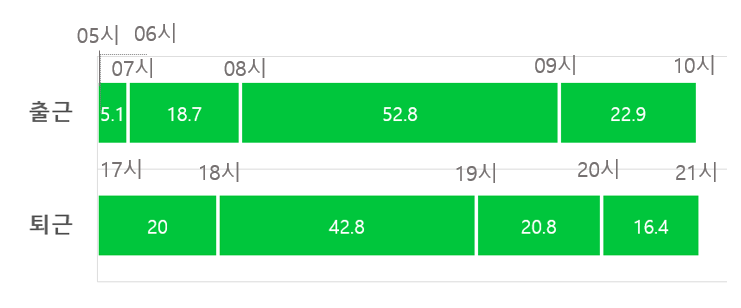 05시 06시
07시 08시 09시 10시
출근 5.1 18.7 52.8 22.9
17시 18시 19시 20시 21시
퇴근 20 42.8 20.8 16.4